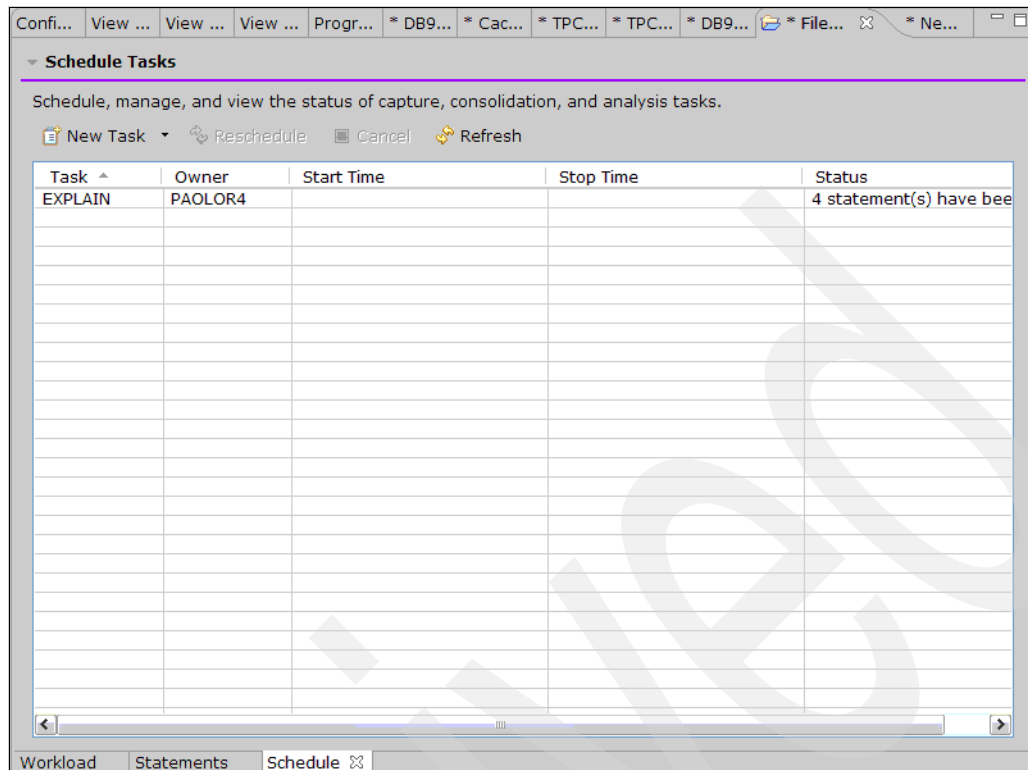 Confi... View ... View ... View ... Progr... * DB9... * Cac... * TPC... * TPC... * DB9... * File... * Ne...
Schedule Tasks
Schedule, manage, and view the status of capture, consolidation, and analysis tasks.
New Task Reschedule Cancel Refresh
Task Owner Start Time Stop Time Status
EXPLAIN PAOLOR4 4 statement(s) have bee
Workload Statements Schedule